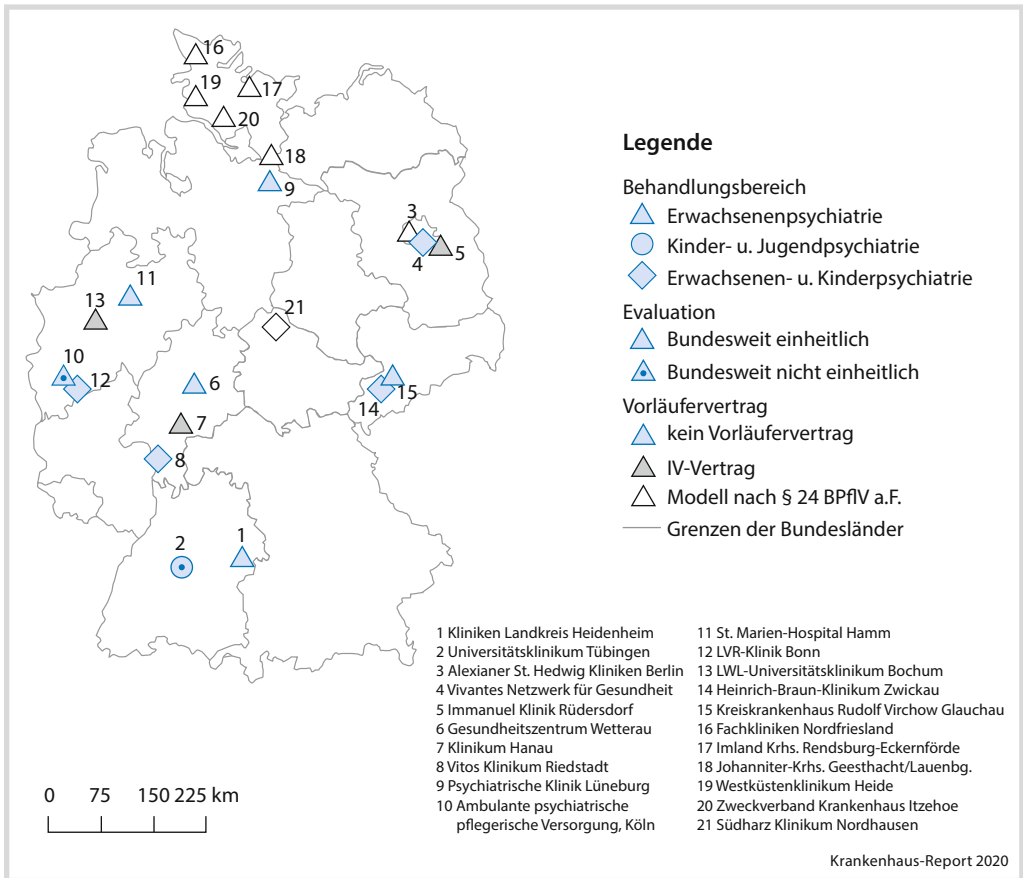 16
19
17
20
18
9
3
4
5
11
13
21
10
12
6
15
14
7
8
2
1
Legende
Behandlungsbereich
Erwachsenenpsychiatrie
Kinder- u. Jugendpsychiatrie
Erwachsenen- u. Kinderpsychiatrie
Evaluation
Bundesweit einheitlich
Bundesweit nicht einheitlich
Vorläufervertrag
kein Vorläufervertrag
IV-Vertrag
Modell nach § 24 BPflV a.F.
Grenzen der Bundesländer
1 Kliniken Landkreis Heidenheim
2 Universitätsklinikum Tübingen
3 Alexianer St. Hedwig Kliniken Berlin
4 Vivantes Netzwerk für Gesundheit
5 Immanuel Klinik Rüdersdorf
6 Gesundheitszentrum Wetterau
7 Klinikum Hanau
8 Vitos Klinikum Riedstadt
9 Psychiatrische Klinik Lüneburg
10 Ambulante psychiatrische
pflegerische Versorgung, Köln
11 St. Marien-Hospital Hamm
12 LVR-Klinik Bonn
13 LWL-Universitätsklinikum Bochum
14 Heinrich-Braun-Klinikum Zwickau
15 Kreiskrankenhaus Rudolf Virchow Glauchau
16 Fachkliniken Nordfriesland
17 Imland Krhs. Rendsburg-Eckernförde
18 Johanniter-Krhs. Geesthacht/Lauenbg.
19 Westküstenklinikum Heide
20 Zweckverband Krankenhaus Itzehoe
21 Südharz Klinikum Nordhausen
0 75 150 225 km
Krankenhaus-Report 2020